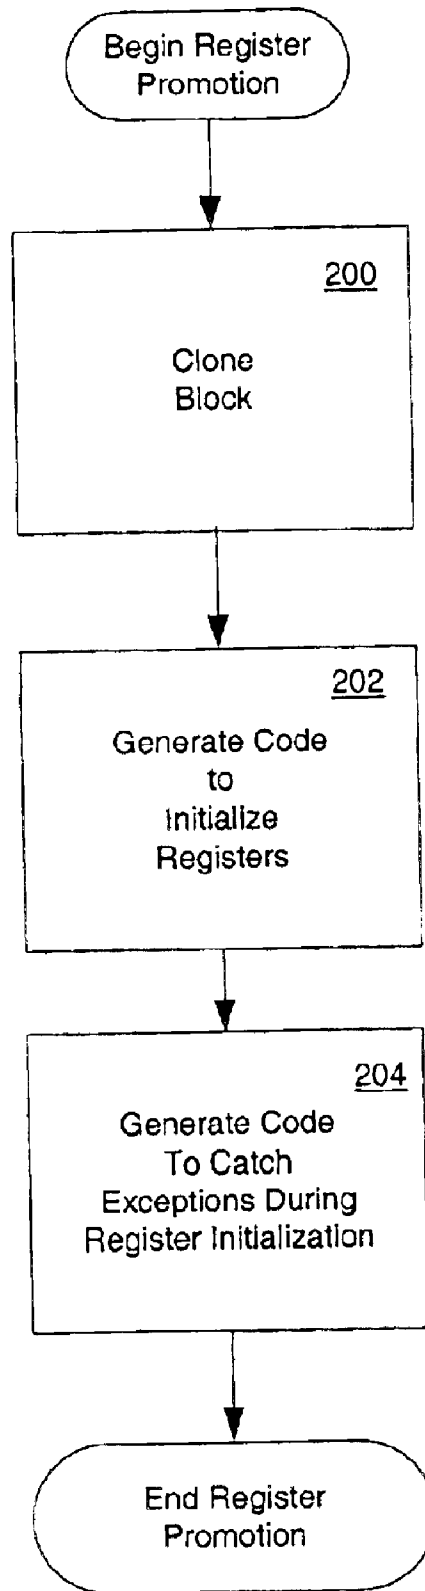 Begin Register
Promotion
200
Clone
Block
202
Generate Code
to
Initialize
Registers
204
Generate Code
To Catch
Exceptions During
Register Initialization
End Register
Promotion